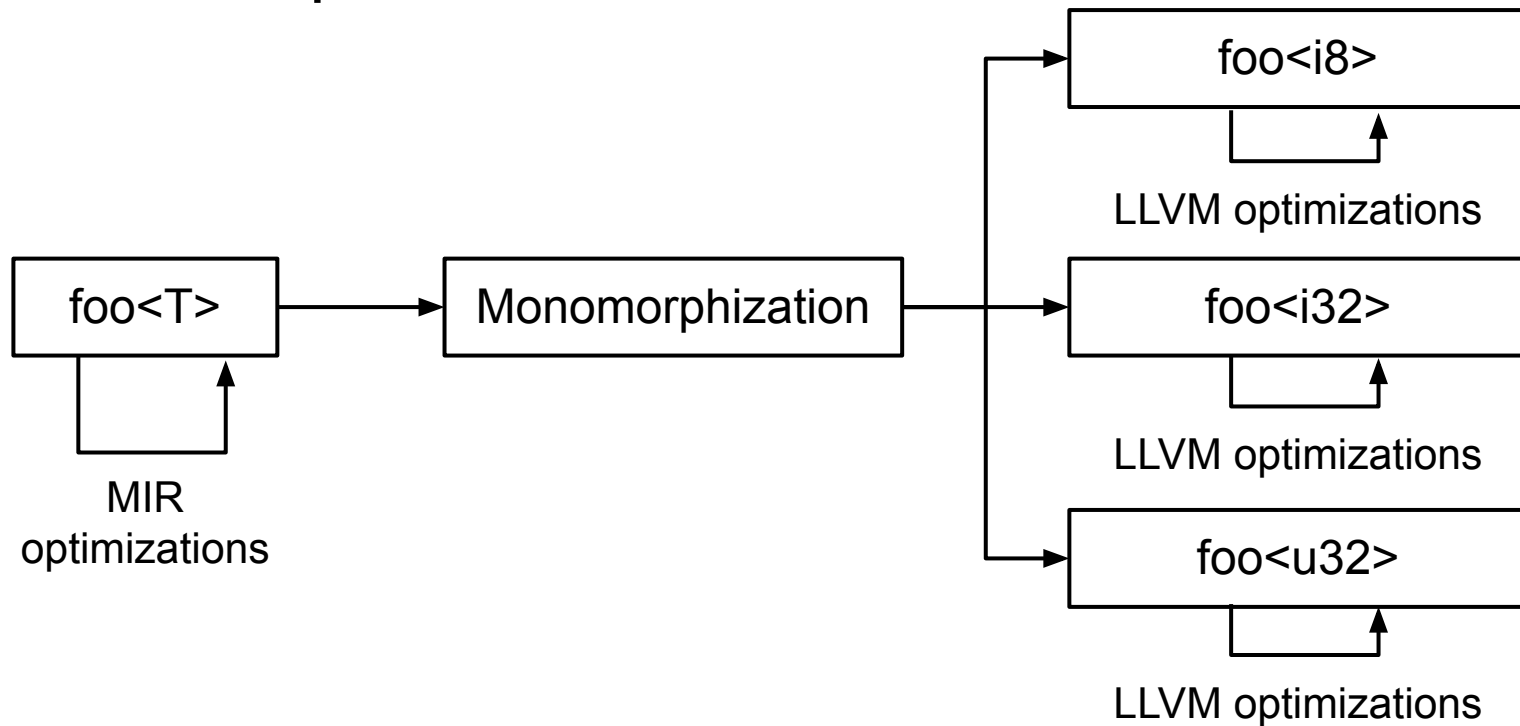 foo<i8>
LLVM optimizations
foo<T>
Monomorphization
foo<i32>
MIR
optimizations
LLVM optimizations
foo<u32>
LLVM optimizations